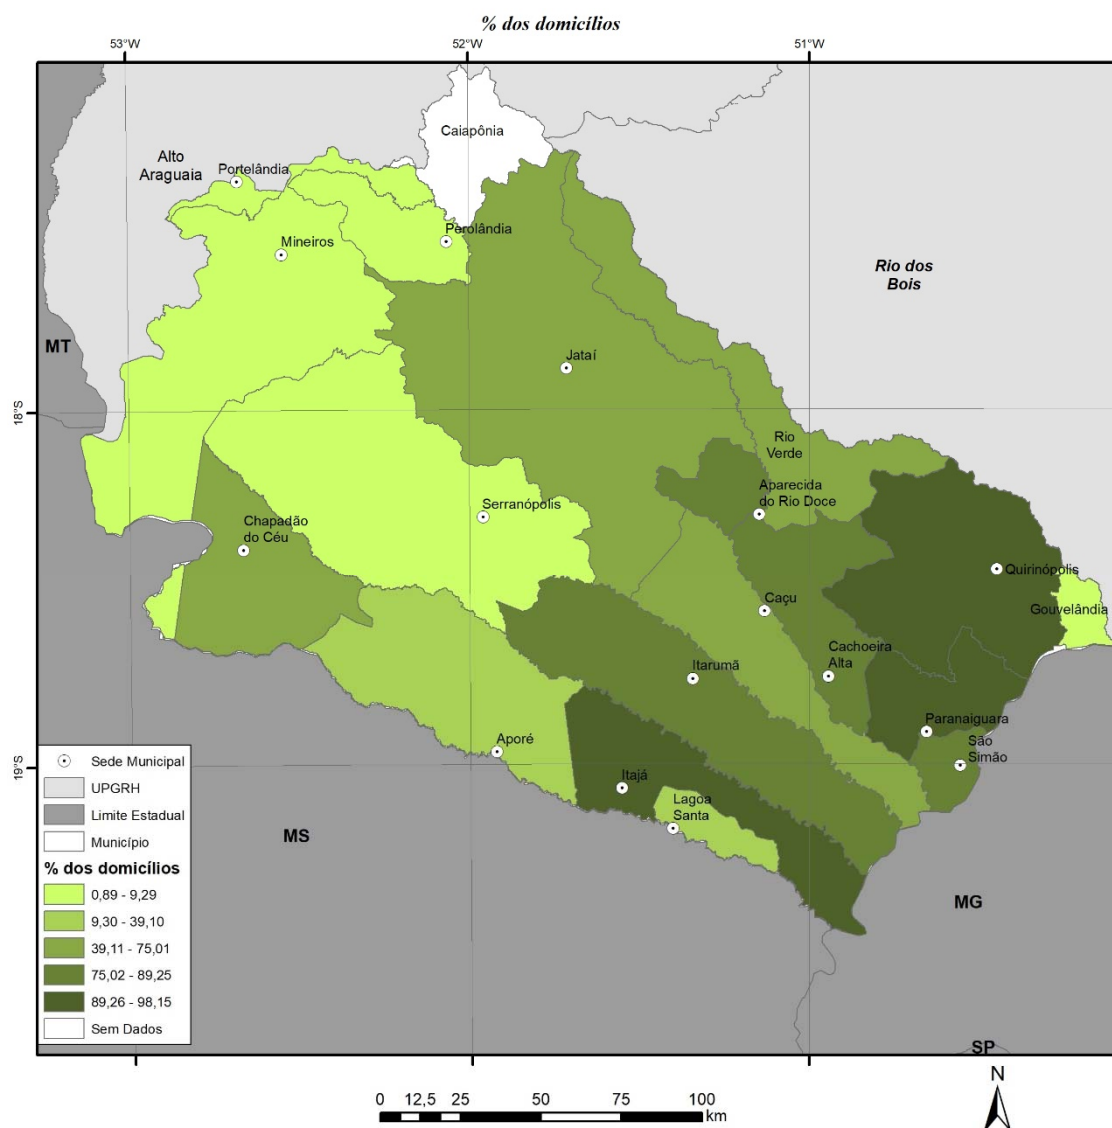 % dos domicílios
53°W
52°W
51°W
Caiapônia
Alto
Araguaia
Portelândia
Perolândia
Mineiros
Rio dos
Bois
MT
Jataí
18°S
Rio
Verde
Aparecida
do Rio Doce
Serranópolis
Chapadão
do Céu
Quirinópolis
Caçu
Gouvelândia
Cachoeira
Alta
Itarumã
Paranaiguara
São
Simão
Aporé
19°S
Itajá
Lagoa
Santa
Sede Municipal
UPGRH
Limite Estadual
Município
% dos domicílios
0,89 - 9,29
9,30 - 39,10
39,11 - 75,01
75,02 - 89,25
89,26 - 98,15
Sem Dados
MS
MG
SP
N
0 12,5 25 50 75 100
km